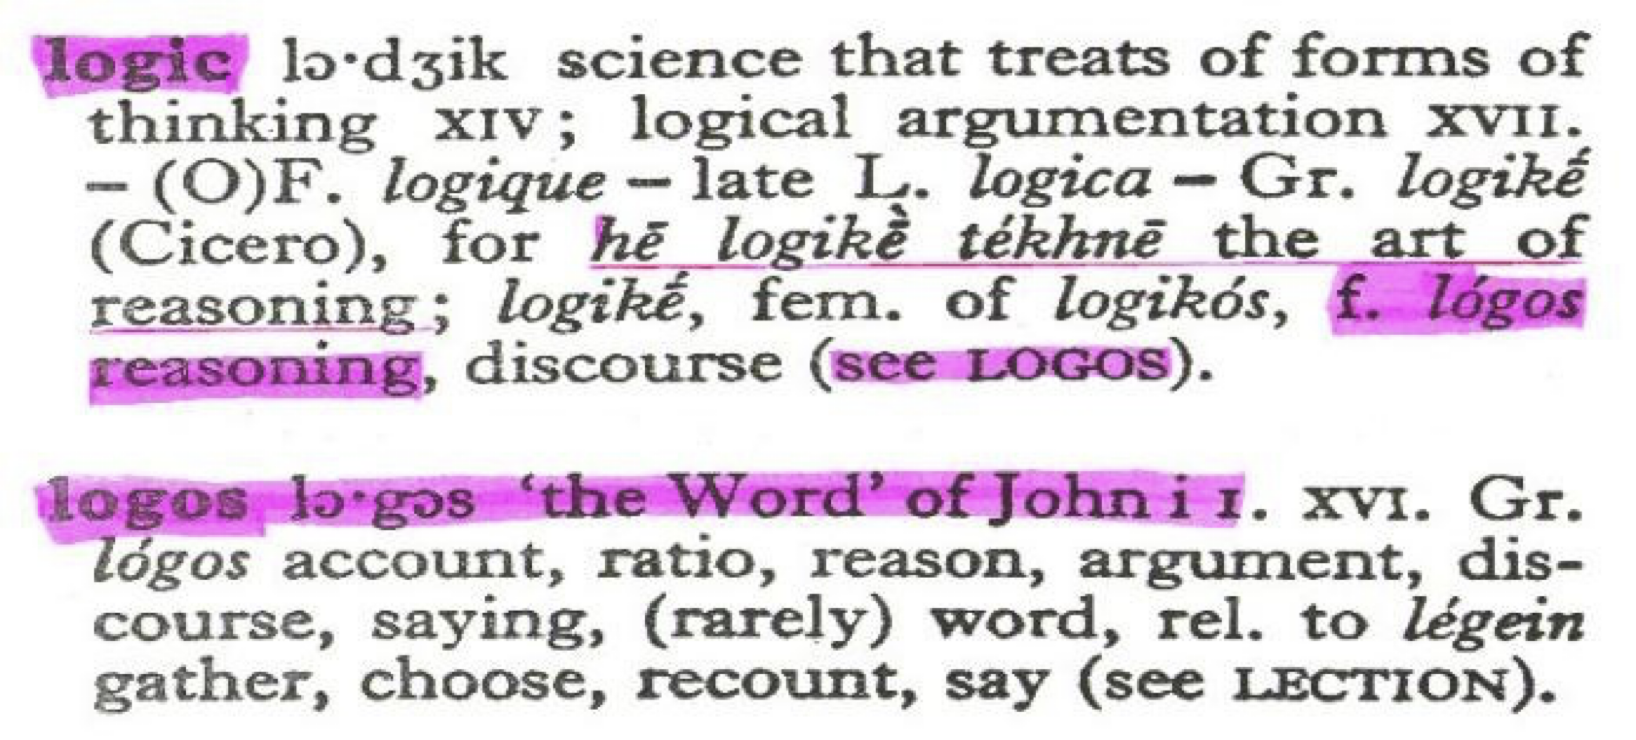 logic lɔ·dʒik science that treats of forms of
thinking XIV; logical argumentation XVII.
– (O)F. logique – late L. logica – Gr. logikḗ
(Cicero), for hē logikḕ tékhnē the art of
reasoning; logikḗ, fem. of logikós, f. lógos
reasoning, discourse (see LOGOS).
logos lɔ·gɔs ‘the Word’ of John i 1. XVI. Gr.
lógos account, ratio, reason, argument, dis-
course, saying, (rarely) word, rel. to légein
gather, choose, recount, say (see LECTION).